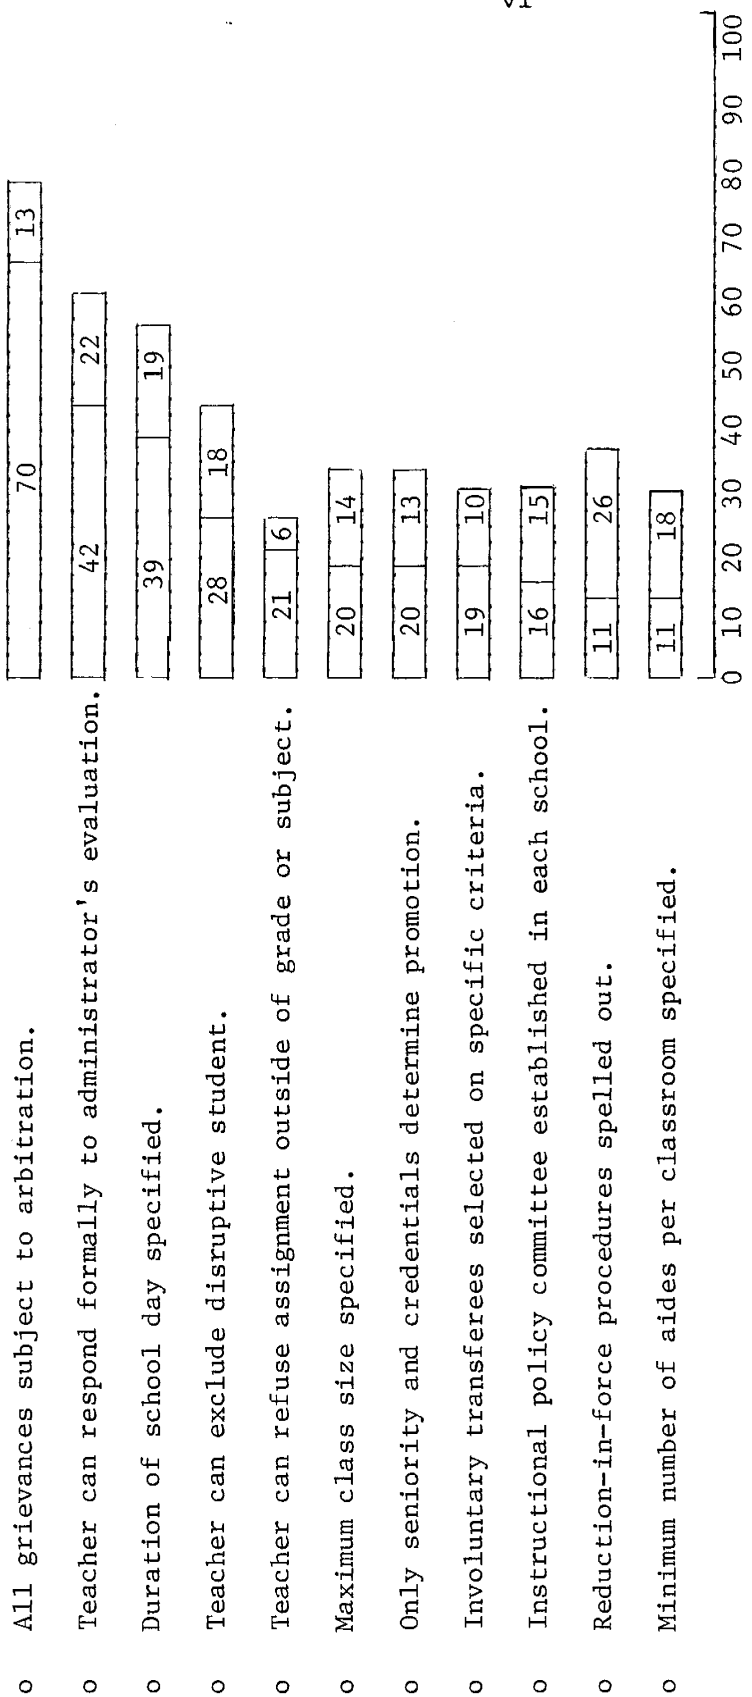 vi
o All grievances subject to arbitration. 70 13
o Teacher can respond formally to administrator's evaluation. 42 22
o Duration of school day specified. 39 19
o Teacher can exclude disruptive student. 28 18
o Teacher can refuse assignment outside of grade or subject. 21 6
o Maximum class size specified. 20 14
o Only seniority and credentials determine promotion. 20 13
o Involuntary transferees selected on specific criteria. 19 10
o Instructional policy committee established in each school. 16 15
o Reduction-in-force procedures spelled out. 11 26
o Minimum number of aides per classroom specified. 11 18
0 10 20 30 40 50 60 70 80 90 100